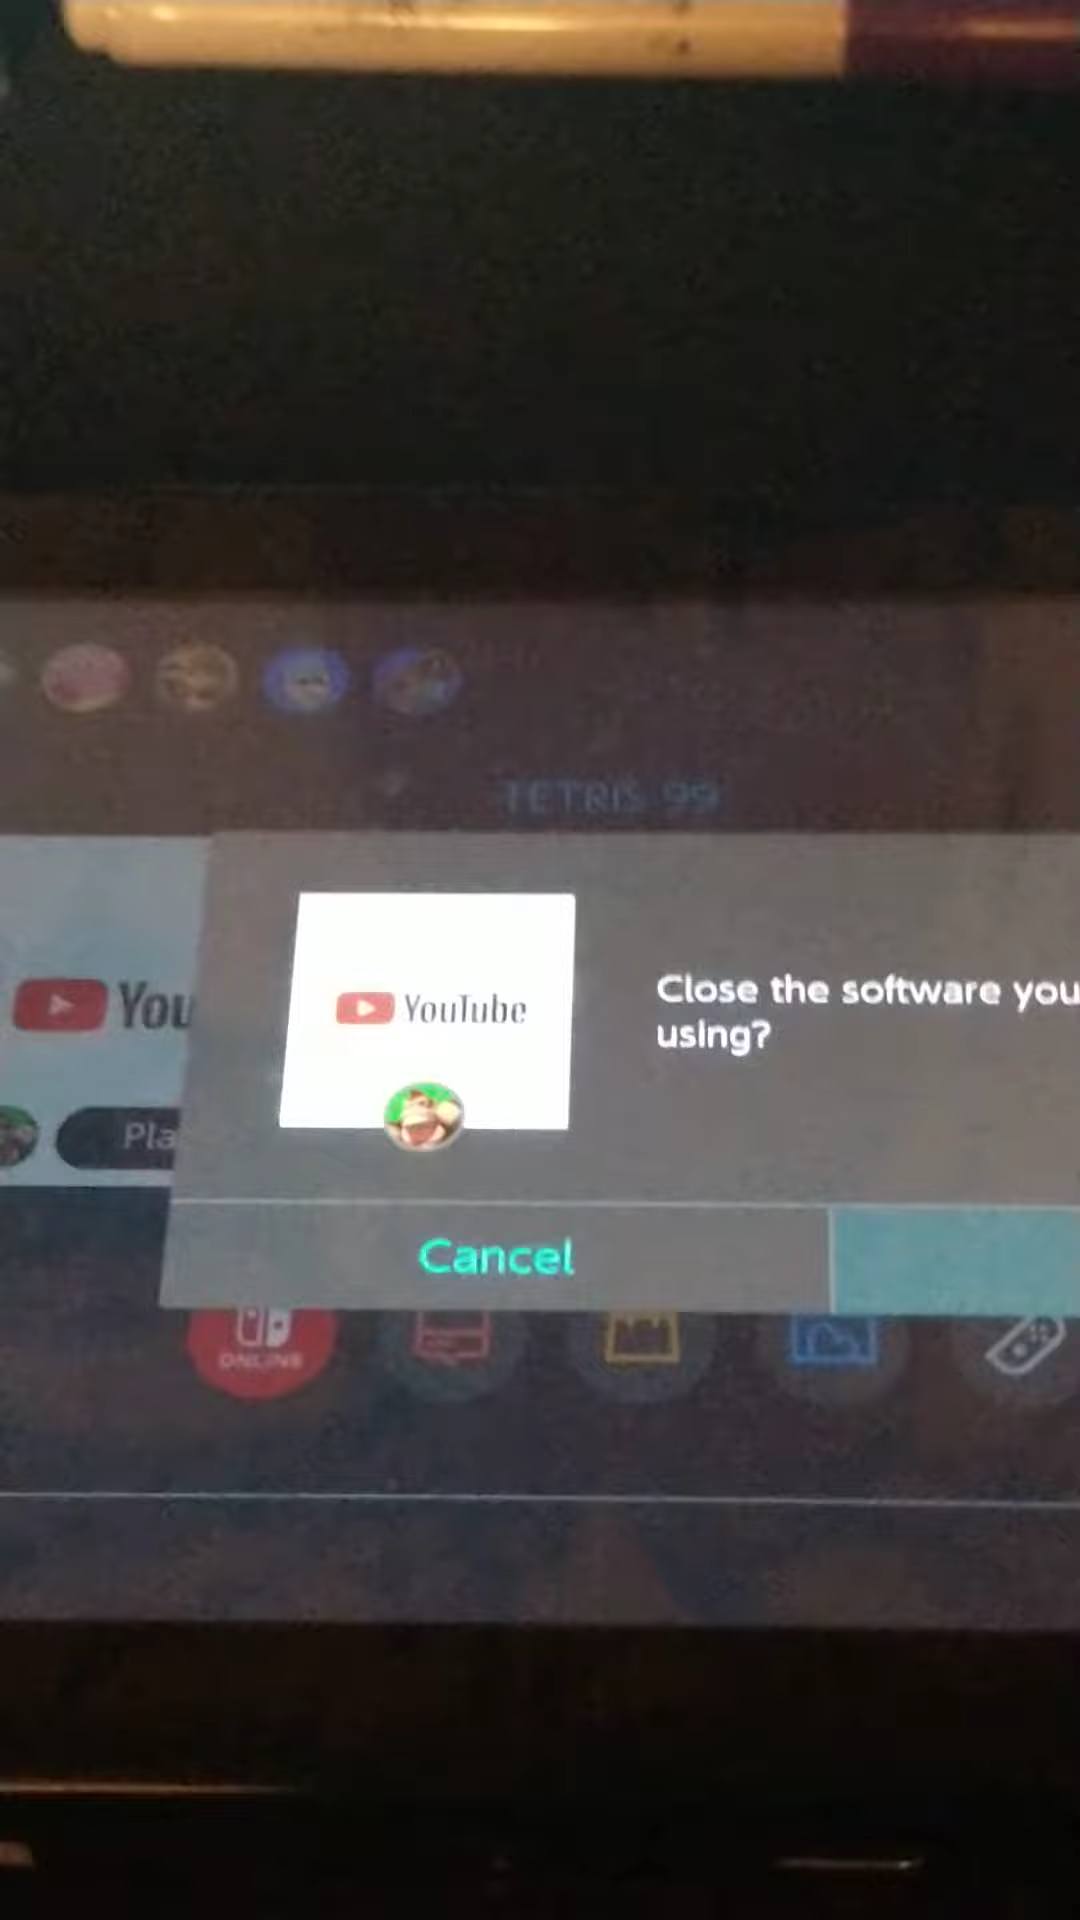 TETRIS 99
You
YouTube
Close the software you
using?
Pla
Cancel
ONLINE